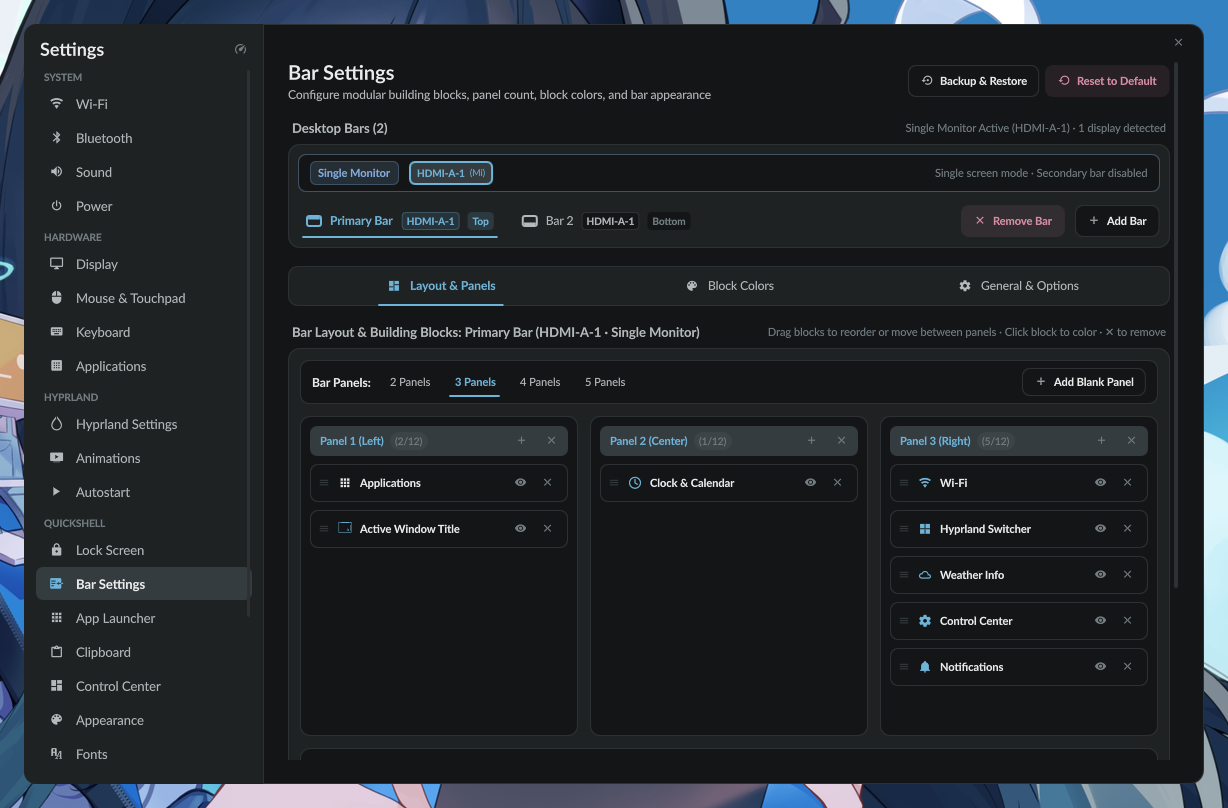 Settings
SYSTEM
Wi-Fi
Bluetooth
Sound
Power
HARDWARE
Display
Mouse & Touchpad
Keyboard
Applications
HYPRLAND
Hyprland Settings
Animations
Autostart
QUICKSHELL
Lock Screen
Bar Settings
App Launcher
Clipboard
Control Center
Appearance
Fonts
Bar Settings
Configure modular building blocks, panel count, block colors, and bar appearance
Backup & Restore
Reset to Default
Desktop Bars (2)
Single Monitor Active (HDMI-A-1) · 1 display detected
Single Monitor
HDMI-A-1 (MI)
Single screen mode · Secondary bar disabled
Primary Bar HDMI-A-1 Top
Bar 2 HDMI-A-1 Bottom
× Remove Bar
+ Add Bar
Layout & Panels
Block Colors
General & Options
Bar Layout & Building Blocks: Primary Bar (HDMI-A-1 · Single Monitor)
Drag blocks to reorder or move between panels · Click block to color · ✕ to remove
Bar Panels: 2 Panels 3 Panels 4 Panels 5 Panels
+ Add Blank Panel
Panel 1 (Left) (2/12)
Applications
Active Window Title
Panel 2 (Center) (1/12)
Clock & Calendar
Panel 3 (Right) (5/12)
Wi-Fi
Hyprland Switcher
Weather Info
Control Center
Notifications